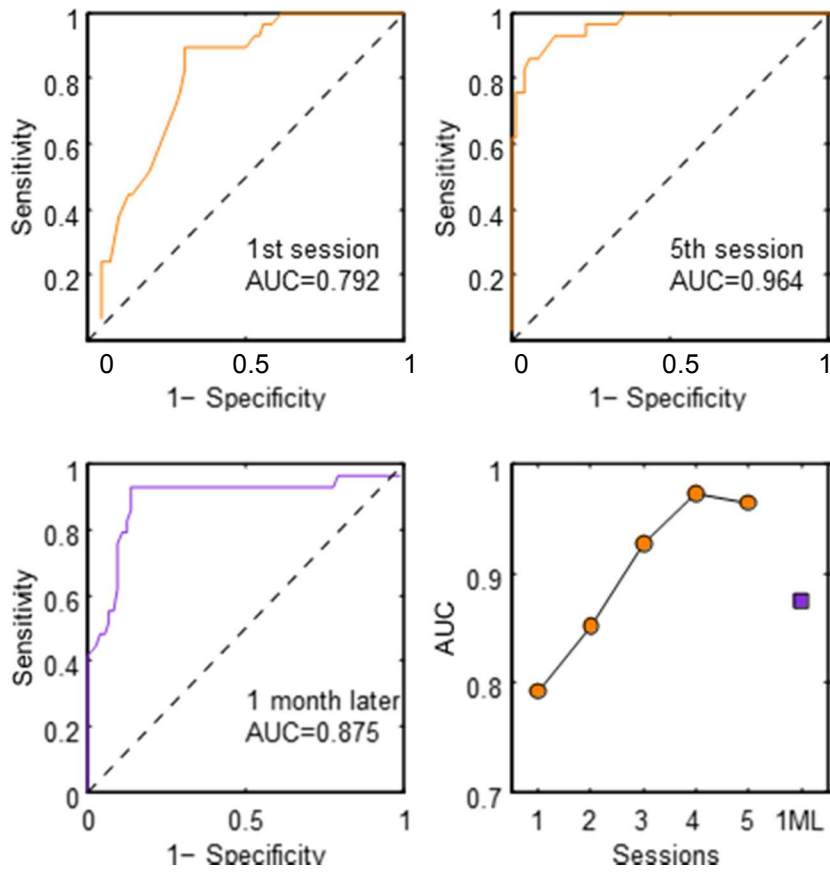 1
0.8
0.6
0.4
0.2
Sensitivity
1st session
AUC=0.792
0 0.5 1
1− Specificity
1
0.8
0.6
0.4
0.2
Sensitivity
5th session
AUC=0.964
0 0.5 1
1− Specificity
1
0.8
0.6
0.4
0.2
0
Sensitivity
1 month later
AUC=0.875
0 0.5 1
1− Specificity
1
0.9
0.8
0.7
AUC
1 2 3 4 5 1ML
Sessions